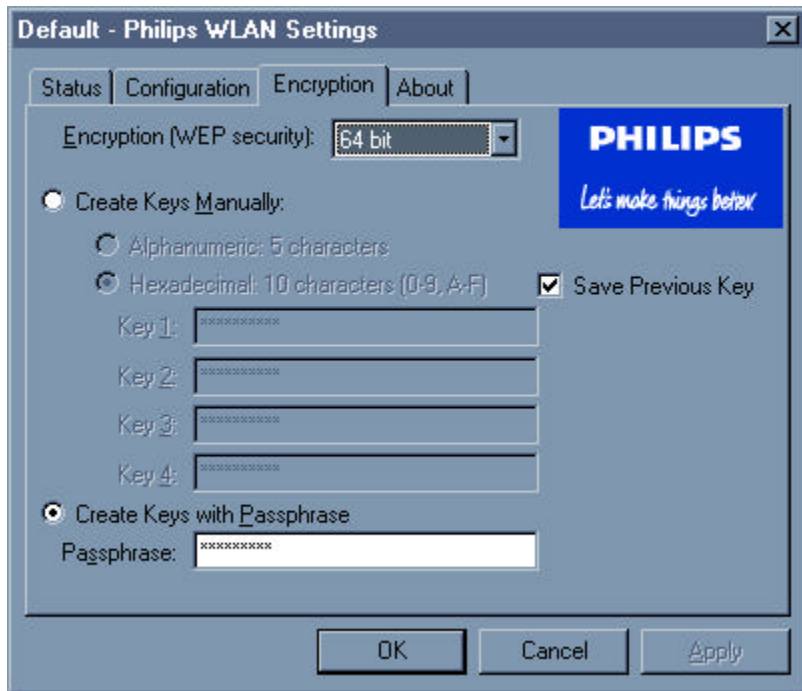 Default - Philips WLAN Settings
Status Configuration Encryption About
Encryption (WEP security): 64 bit
PHILIPS
Let's make things better.
Create Keys Manually:
Alphanumeric: 5 characters
Hexadecimal: 10 characters (0-9, A-F)
Save Previous Key
Key 1: **********
Key 2: **********
Key 3: **********
Key 4: **********
Create Keys with Passphrase
Passphrase: *********
OK Cancel Apply